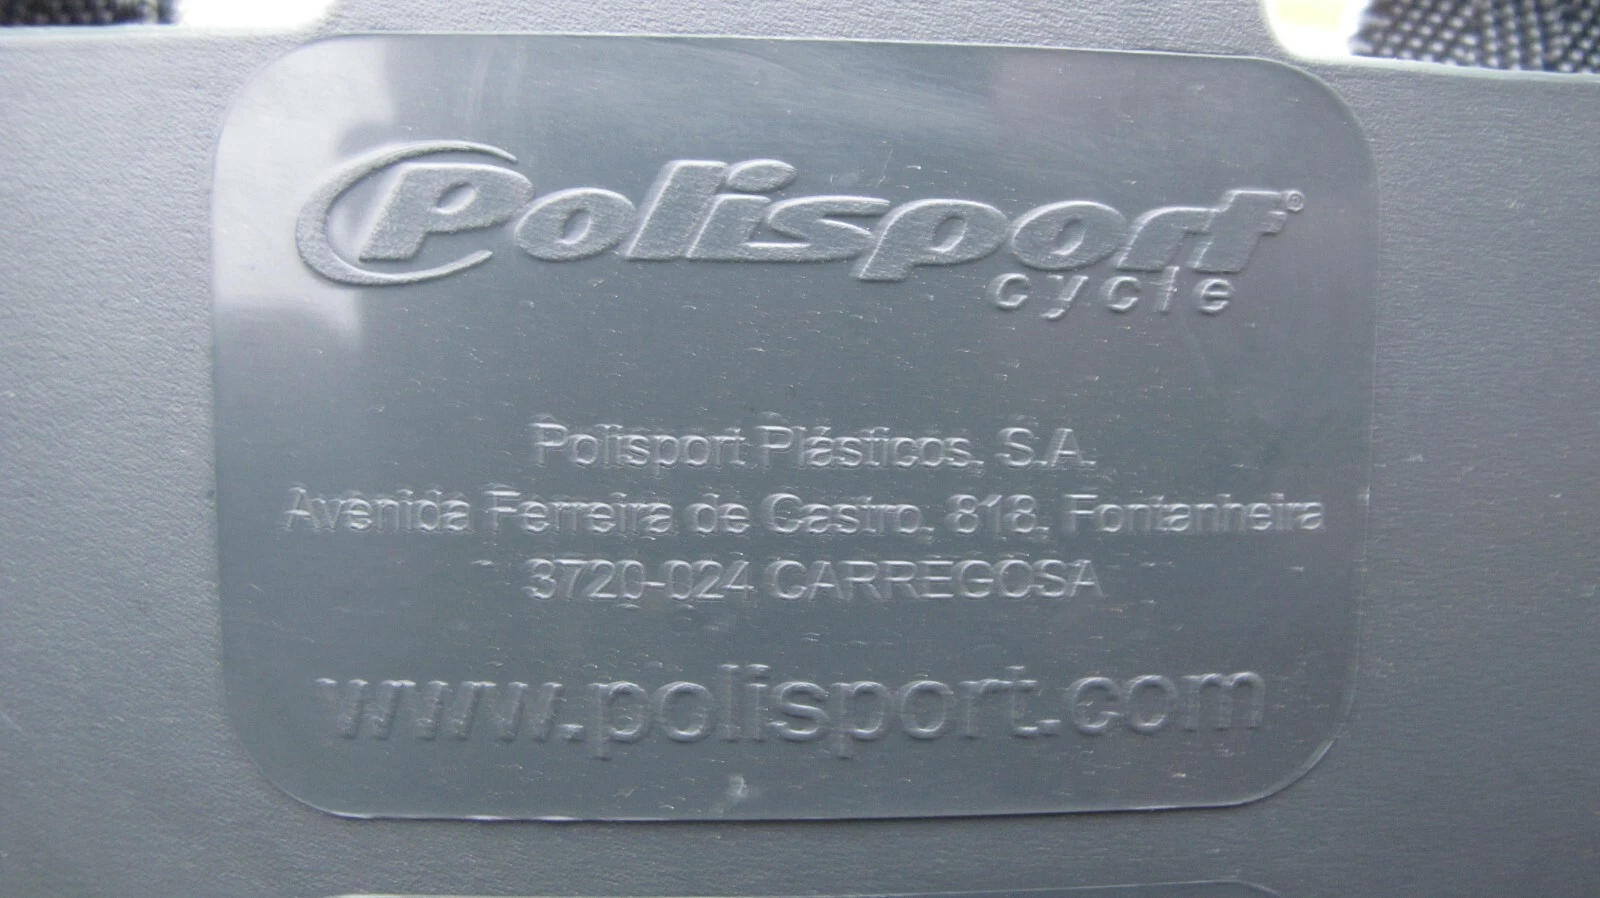 Polisport®
cycle
Polisport Plásticos, S.A.
Avenida Ferreira de Castro, 818, Fontanheira
3720-024 CARREGOSA
www.polisport.com